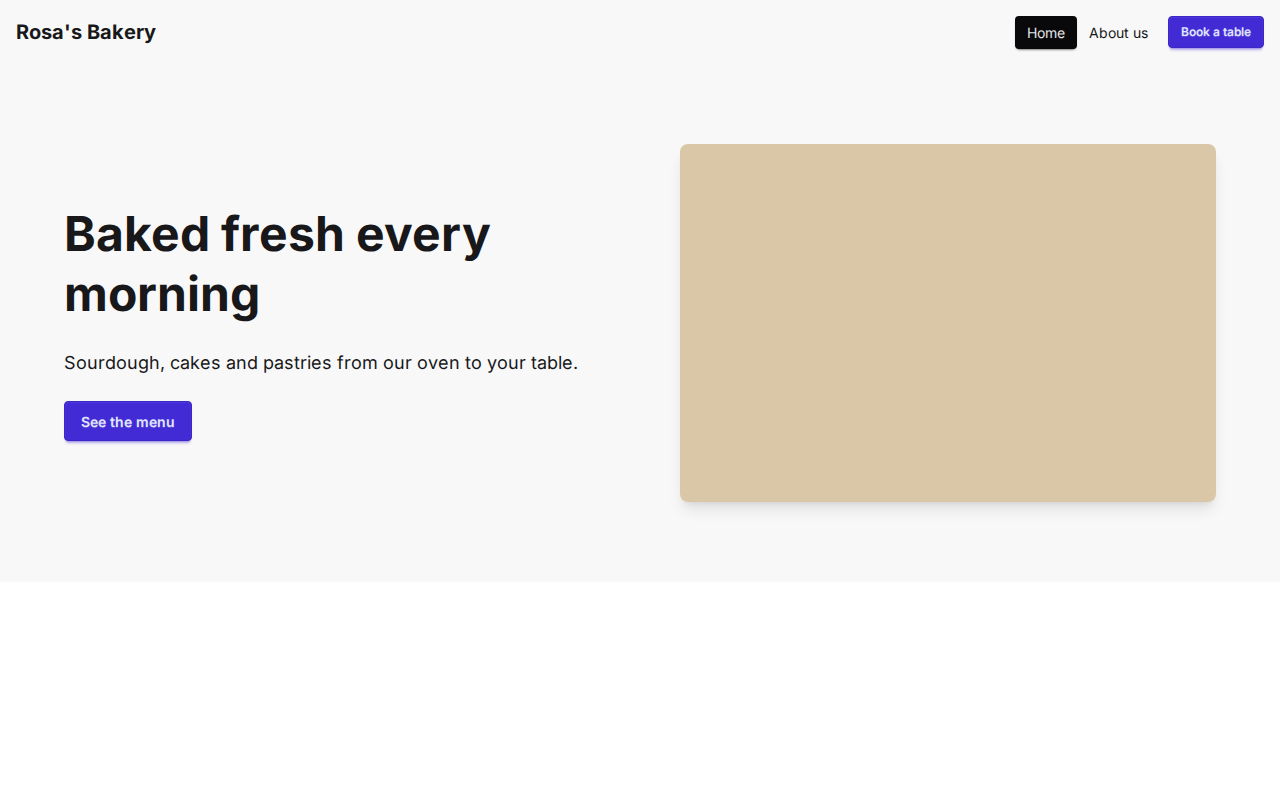 Rosa's Bakery
Home
About us
Book a table
Baked fresh every
morning
Sourdough, cakes and pastries from our oven to your table.
See the menu